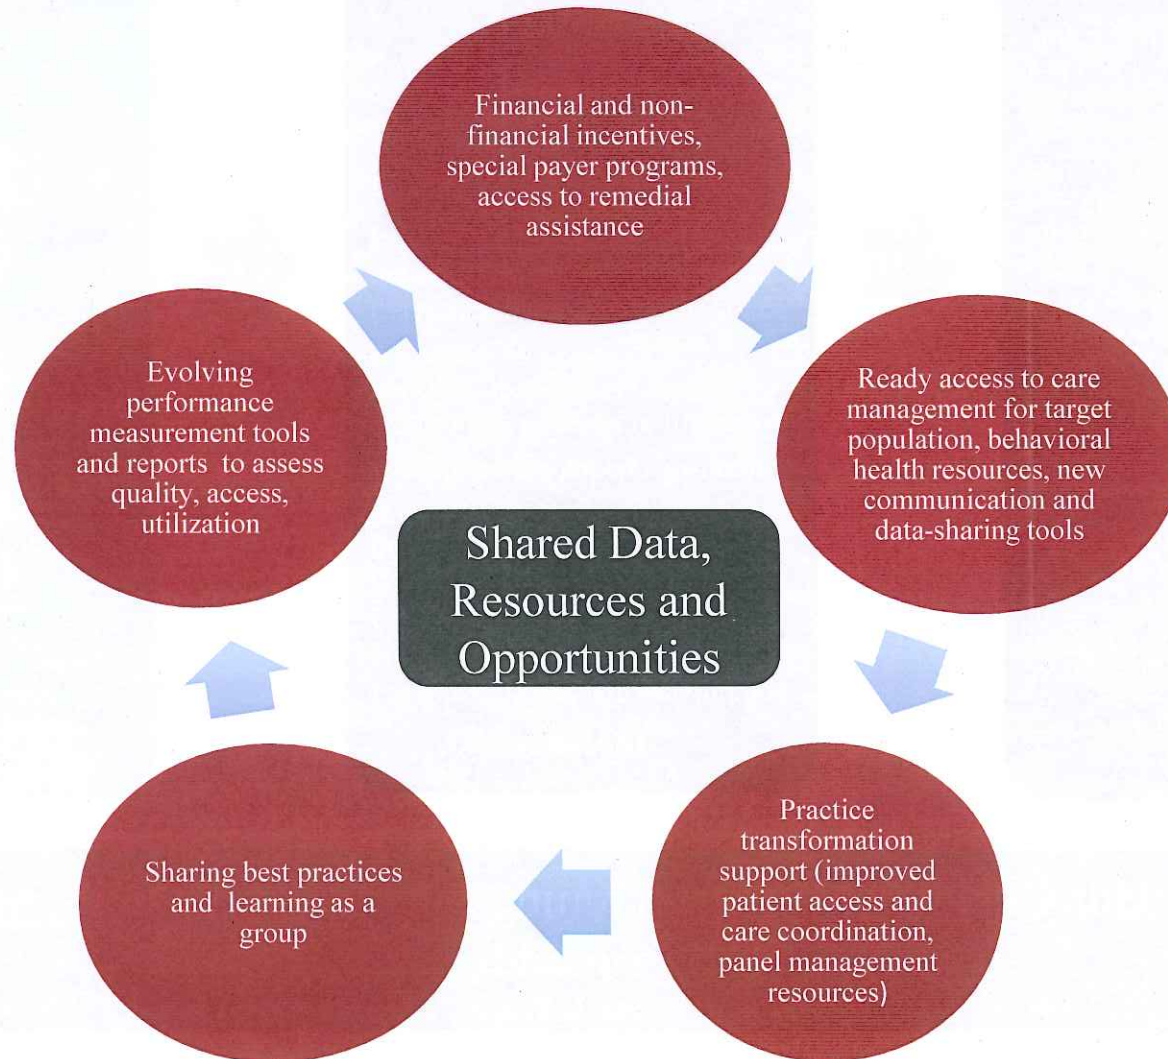 Financial and non-
financial incentives,
special payer programs,
access to remedial
assistance
Ready access to care
management for target
population, behavioral
health resources, new
communication and
data-sharing tools
Practice
transformation
support (improved
patient access and
care coordination,
panel management
resources)
Sharing best practices
and learning as a
group
Evolving
performance
measurement tools
and reports to assess
quality, access,
utilization
Shared Data,
Resources and
Opportunities